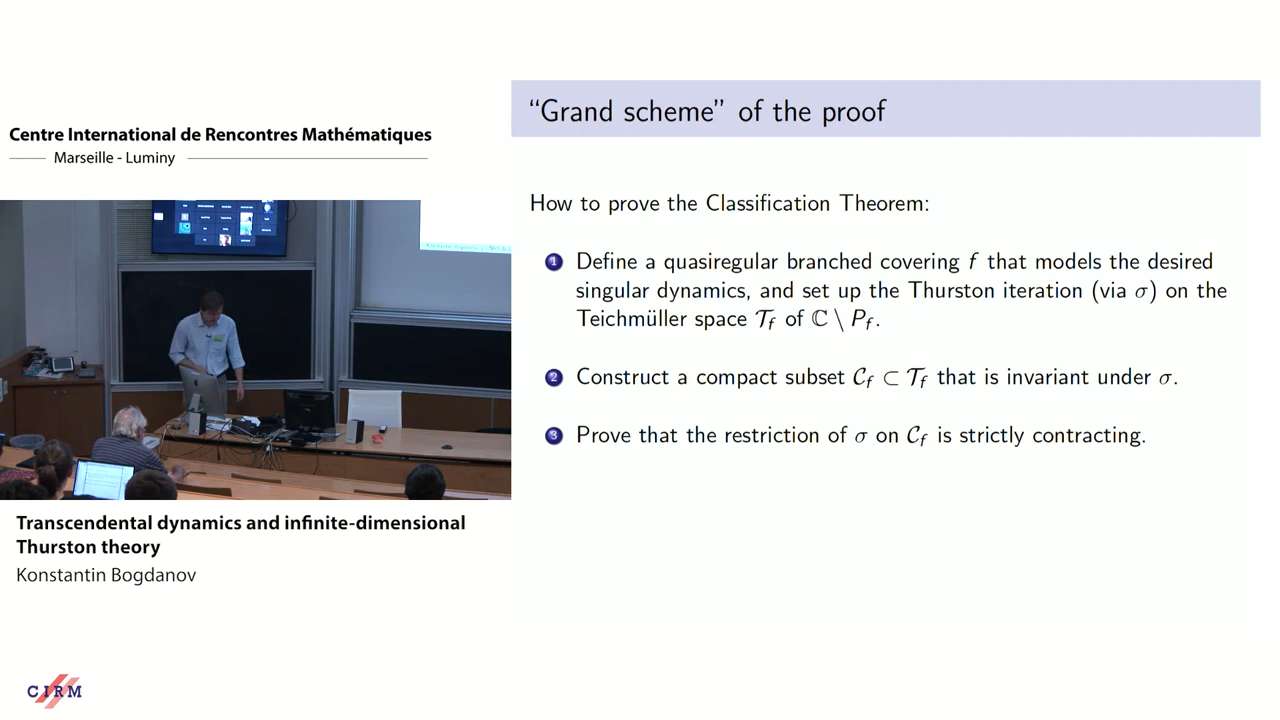 Centre International de Rencontres Mathématiques
Marseille - Luminy
Transcendental dynamics and infinite-dimensional
Thurston theory
Konstantin Bogdanov
CIRM
“Grand scheme” of the proof
How to prove the Classification Theorem:
1 Define a quasiregular branched covering f that models the desired
singular dynamics, and set up the Thurston iteration (via σ) on the
Teichmüller space 𝒯_f of ℂ \ P_f.
2 Construct a compact subset 𝒞_f ⊂ 𝒯_f that is invariant under σ.
3 Prove that the restriction of σ on 𝒞_f is strictly contracting.